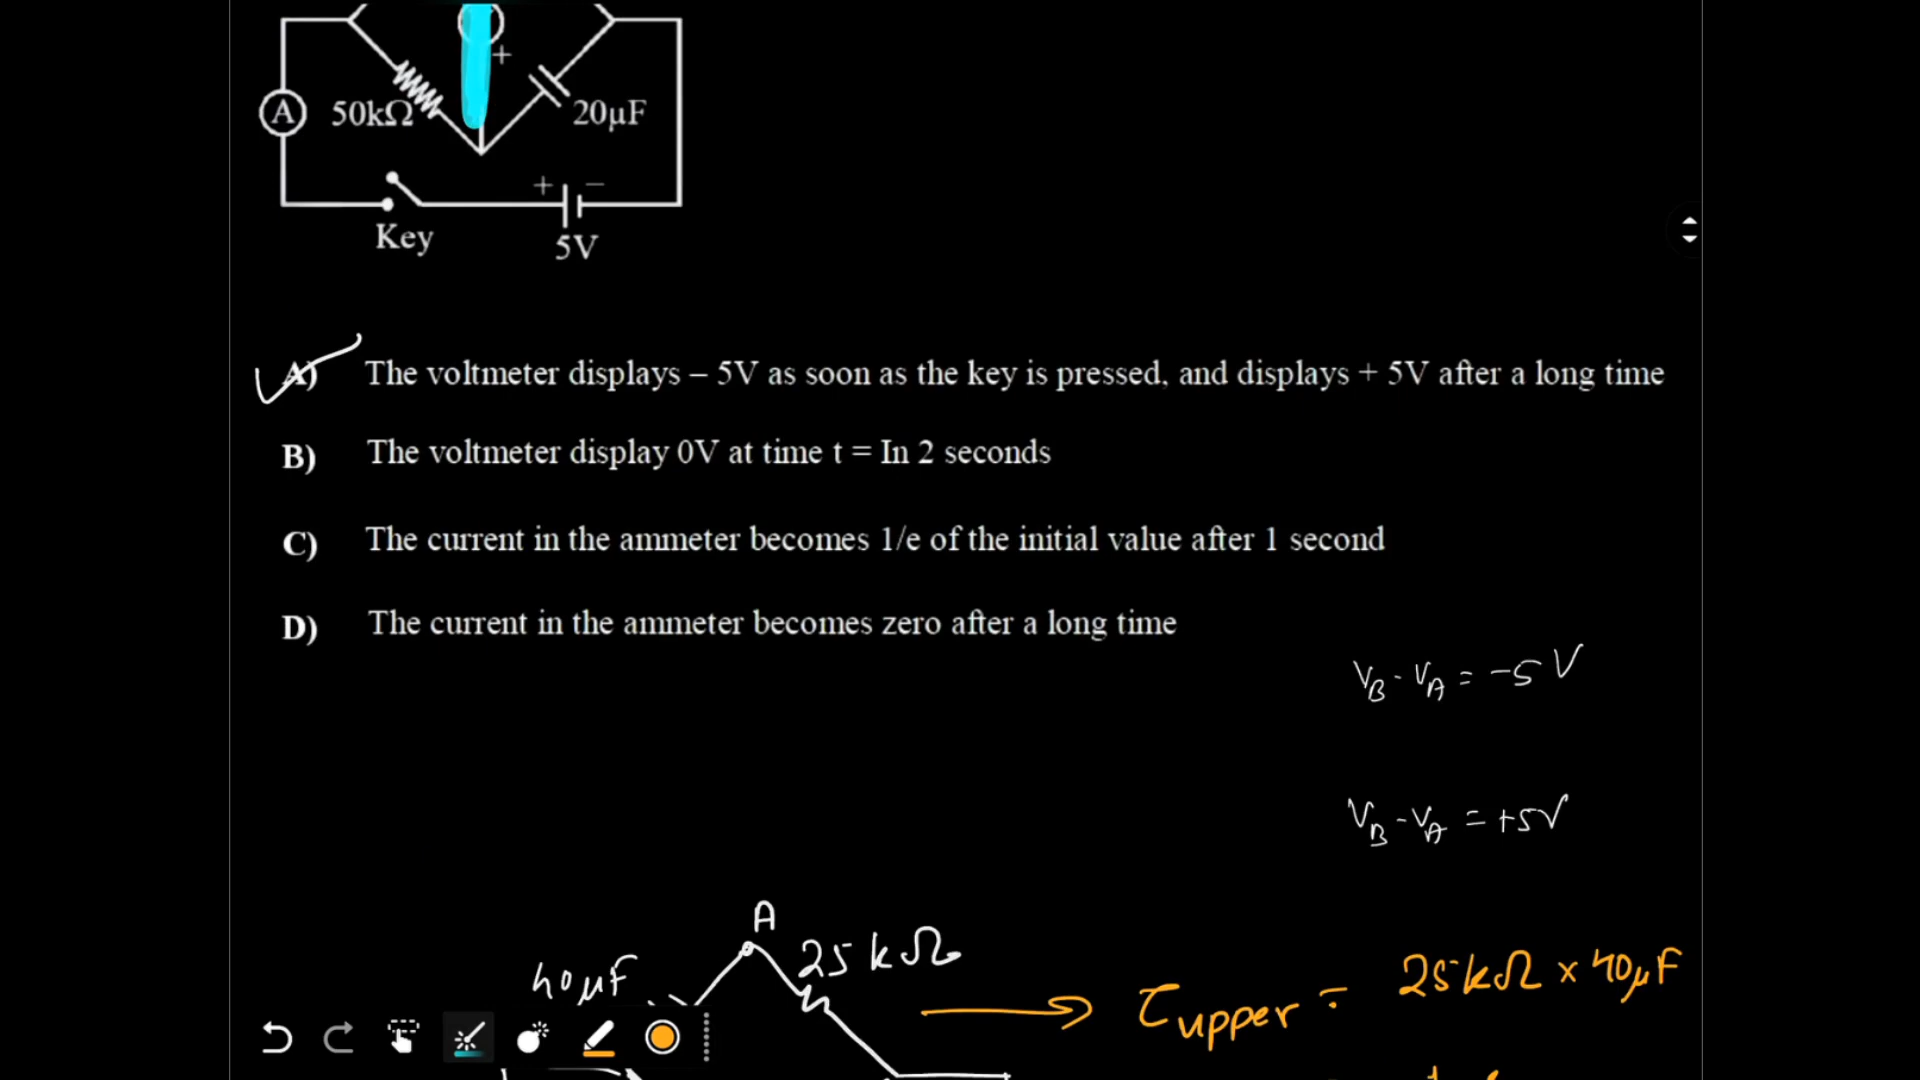 +
A 50kΩ 20µF
+ −
Key 5V
A) The voltmeter displays – 5V as soon as the key is pressed, and displays + 5V after a long time
B) The voltmeter display 0V at time t = In 2 seconds
C) The current in the ammeter becomes 1/e of the initial value after 1 second
D) The current in the ammeter becomes zero after a long time
V_B - V_A = -5 V
V_B - V_A = +5V
A
40 µF 25 kΩ
τ_upper = 25kΩ × 40µF